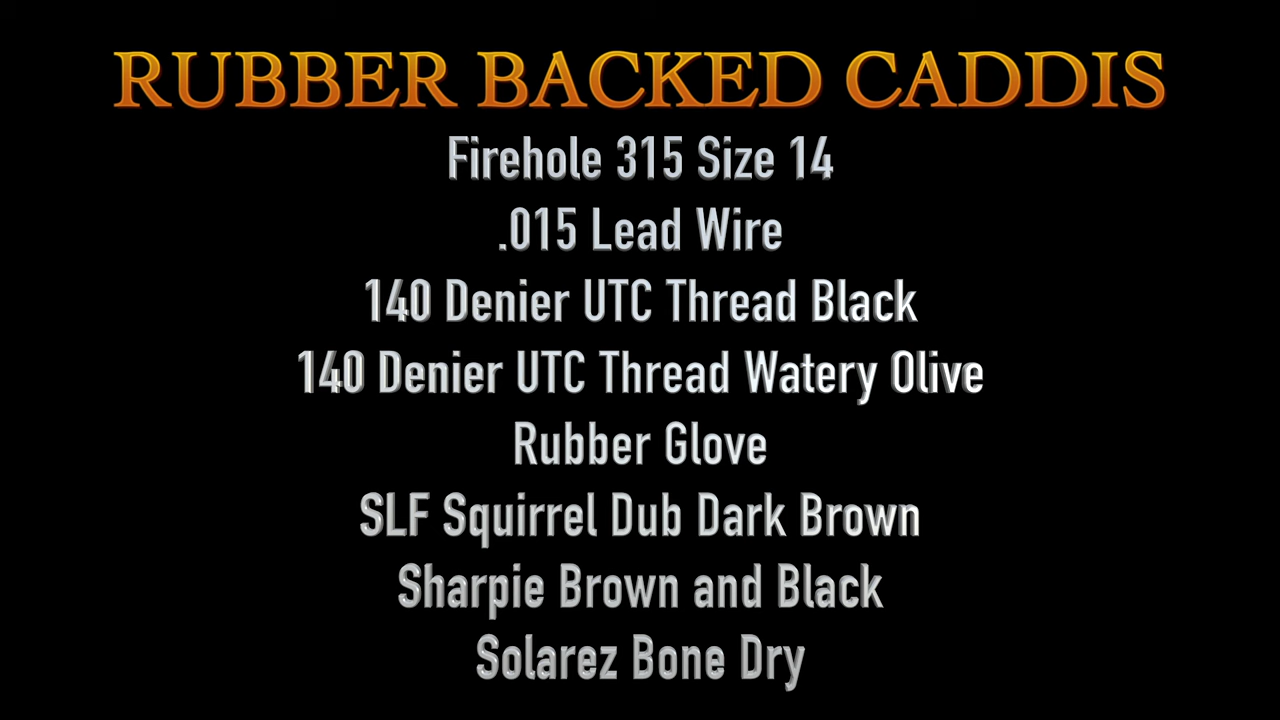 RUBBER BACKED CADDIS
Firehole 315 Size 14
.015 Lead Wire
140 Denier UTC Thread Black
140 Denier UTC Thread Watery Olive
Rubber Glove
SLF Squirrel Dub Dark Brown
Sharpie Brown and Black
Solarez Bone Dry